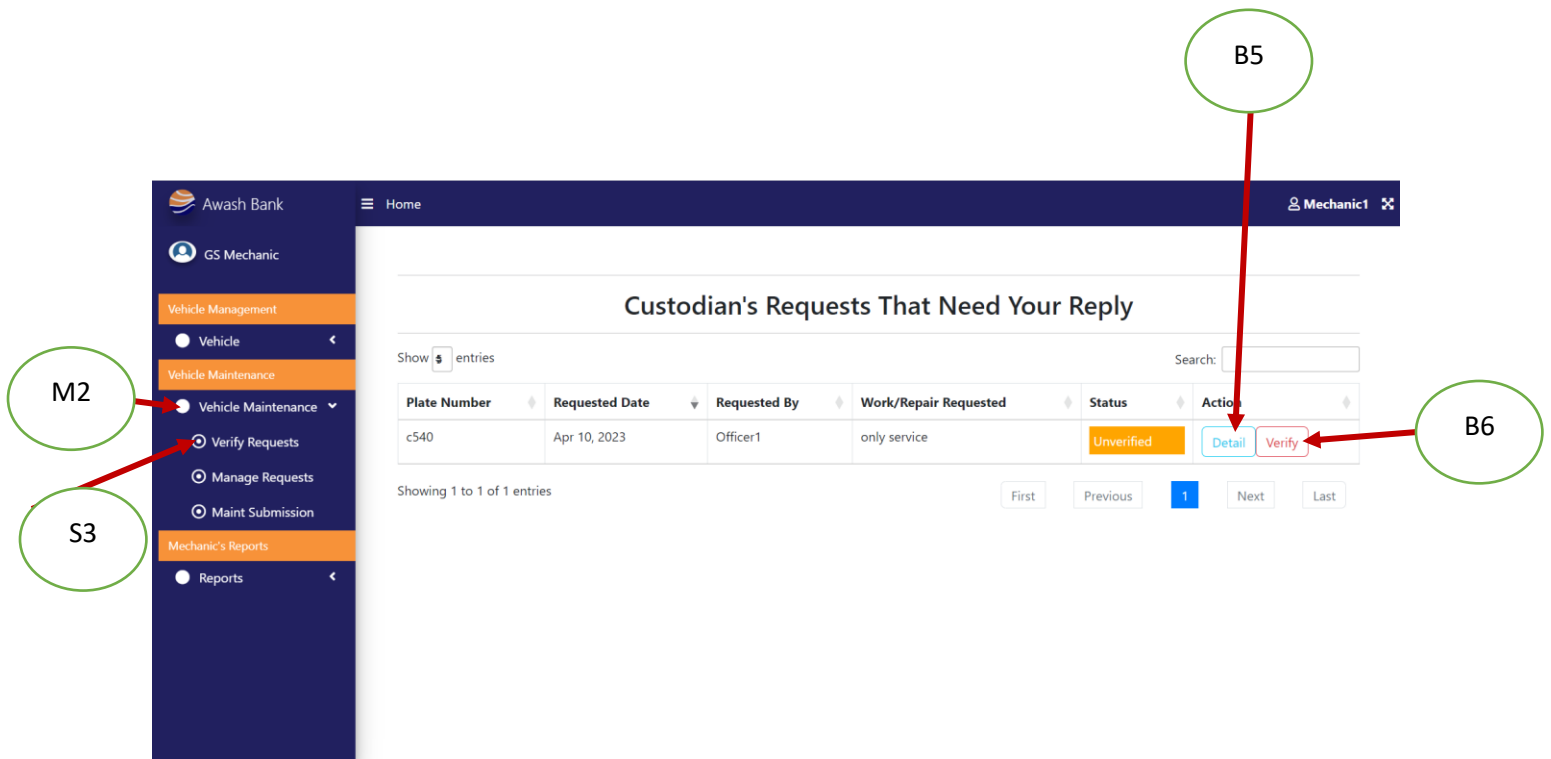 B5
Awash Bank
Home
Mechanic1
GS Mechanic
Vehicle Management
Vehicle
Vehicle Maintenance
Vehicle Maintenance
Verify Requests
Manage Requests
Maint Submission
Mechanic's Reports
Reports
M2
S3
Custodian's Requests That Need Your Reply
Show 5 entries
Search:
Plate Number Requested Date Requested By Work/Repair Requested Status Action
c540 Apr 10, 2023 Officer1 only service Unverified Detail Verify
B6
Showing 1 to 1 of 1 entries
First Previous 1 Next Last